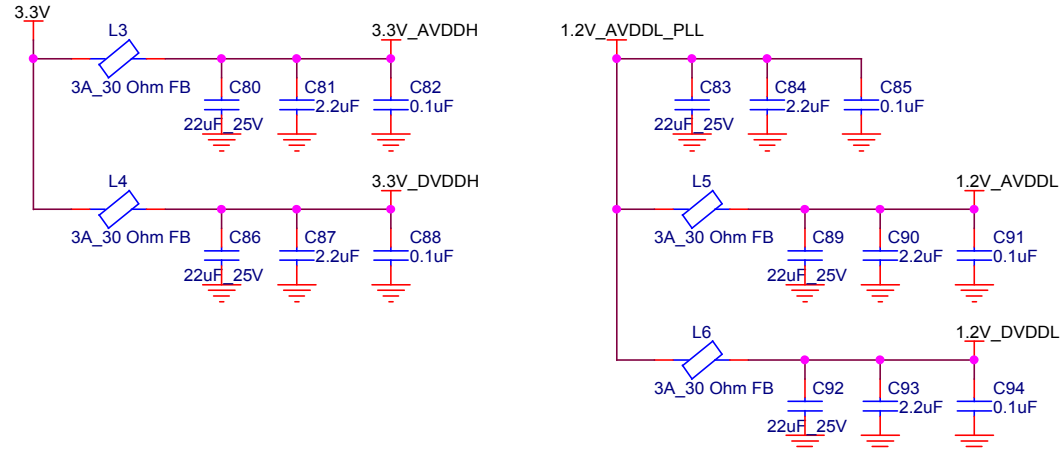 3.3V
L3
3.3V_AVDDH
3A_30 Ohm FB
C80
22uF_25V
C81
2.2uF
C82
0.1uF
L4
3.3V_DVDDH
3A_30 Ohm FB
C86
22uF_25V
C87
2.2uF
C88
0.1uF
1.2V_AVDDL_PLL
C83
22uF_25V
C84
2.2uF
C85
0.1uF
L5
1.2V_AVDDL
3A_30 Ohm FB
C89
22uF_25V
C90
2.2uF
C91
0.1uF
L6
1.2V_DVDDL
3A_30 Ohm FB
C92
22uF_25V
C93
2.2uF
C94
0.1uF